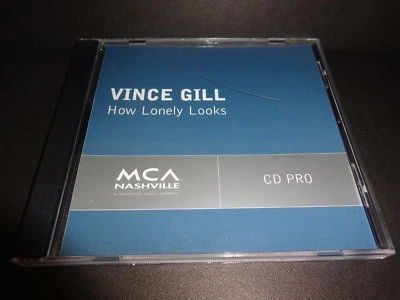 VINCE GILL
How Lonely Looks
MCA
NASHVILLE
CD PRO